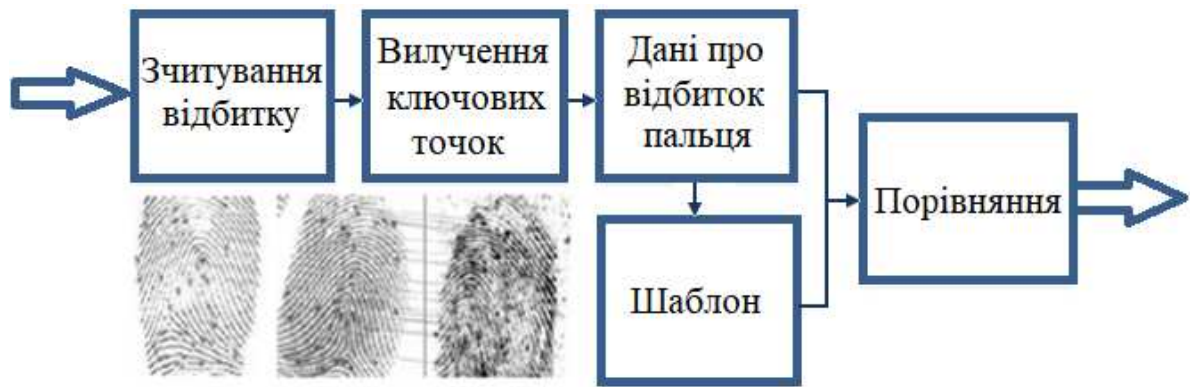 Зчитування
відбитку
Вилучення
ключових
точок
Дані про
відбиток
пальця
Шаблон
Порівняння